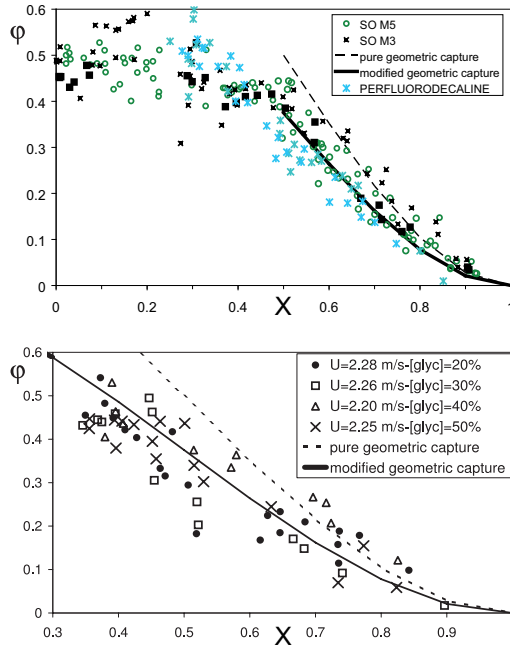 0.6
0.5
0.4
0.3
0.2
0.1
0
φ
SO M5
SO M3
pure geometric capture
modified geometric capture
PERFLUORODECALINE
0 0.2 0.4 0.6 0.8 1
X
0.6
0.5
0.4
0.3
0.2
0.1
0
φ
U=2.28 m/s-[glyc]=20%
U=2.26 m/s-[glyc]=30%
U=2.20 m/s-[glyc]=40%
U=2.25 m/s-[glyc]=50%
pure geometric capture
modified geometric capture
0.3 0.4 0.5 0.6 0.7 0.8 0.9
X